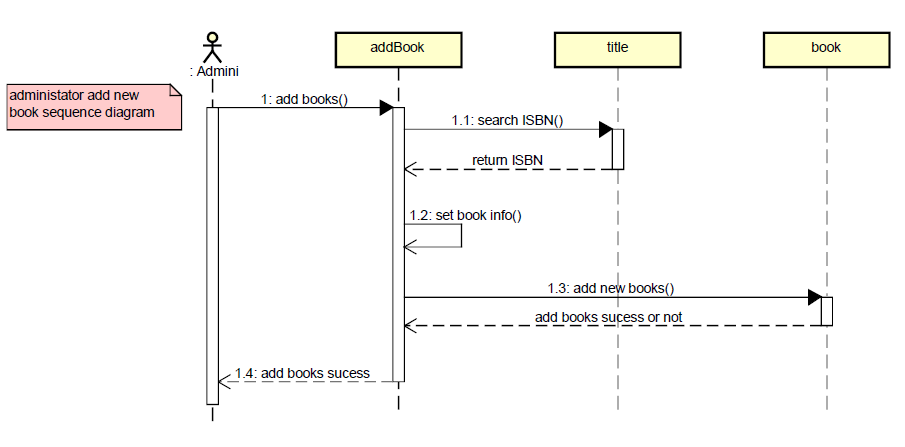 addBook
title
book
: Admini
administator add new
book sequence diagram
1: add books()
1.1: search ISBN()
return ISBN
1.2: set book info()
1.3: add new books()
add books sucess or not
1.4: add books sucess